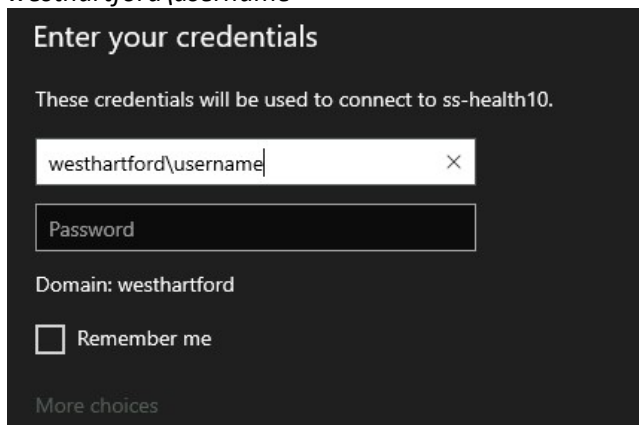 westhartford\username
Enter your credentials
These credentials will be used to connect to ss-health10.
westhartford\username
Password
Domain: westhartford
Remember me
More choices